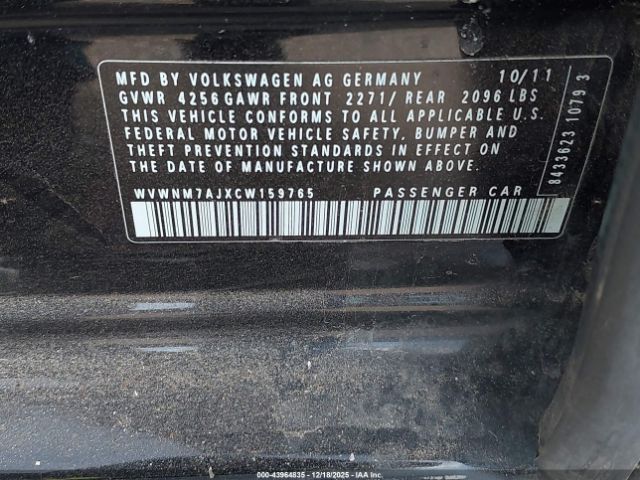 MFD BY VOLKSWAGEN AG GERMANY 10/11
GVWR 4256 GAWR FRONT 2271/ REAR 2096 LBS
THIS VEHICLE CONFORMS TO ALL APPLICABLE U.S.
FEDERAL MOTOR VEHICLE SAFETY, BUMPER AND
THEFT PREVENTION STANDARDS IN EFFECT ON
THE DATE OF MANUFACTURE SHOWN ABOVE.
WVWNM7AJXCW159765 PASSENGER CAR
8433623 1079 3
000-43964835 - 12/18/2025 - IAA Inc.